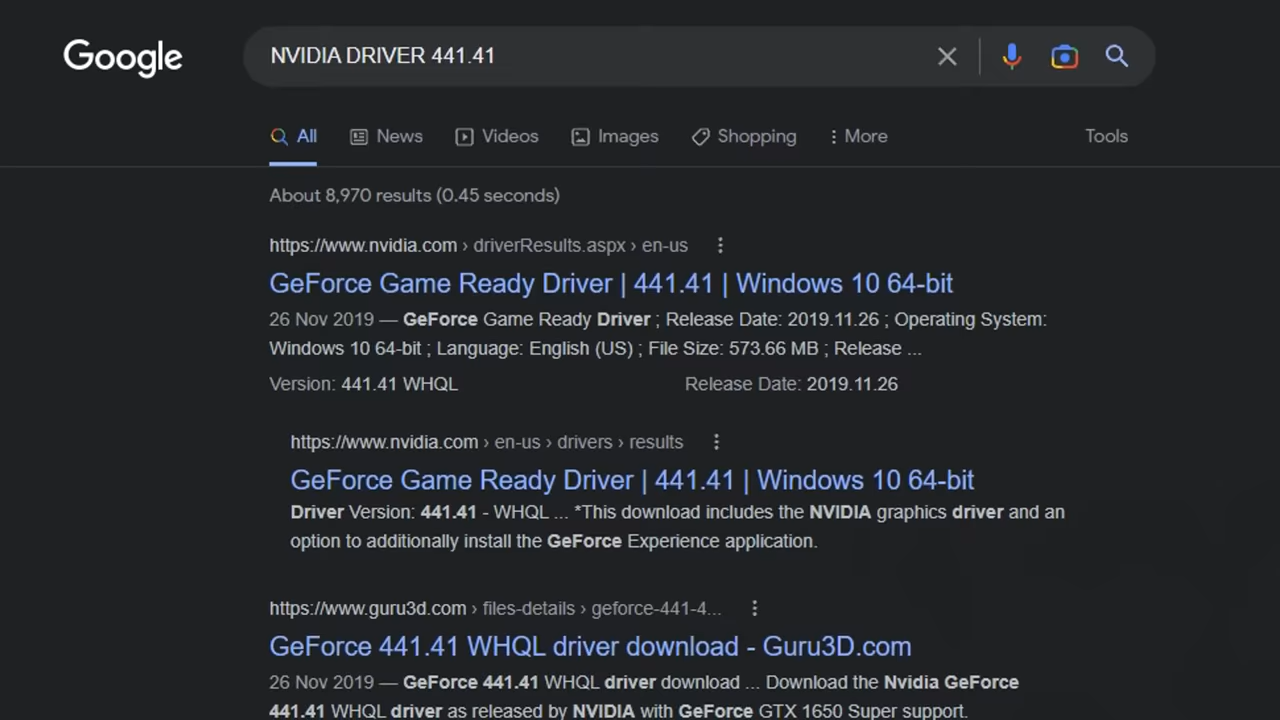 Google
NVIDIA DRIVER 441.41
All News Videos Images Shopping More Tools
About 8,970 results (0.45 seconds)
https://www.nvidia.com › driverResults.aspx › en-us
GeForce Game Ready Driver | 441.41 | Windows 10 64-bit
26 Nov 2019 — GeForce Game Ready Driver ; Release Date: 2019.11.26 ; Operating System:
Windows 10 64-bit ; Language: English (US) ; File Size: 573.66 MB ; Release ...
Version: 441.41 WHQL Release Date: 2019.11.26
https://www.nvidia.com › en-us › drivers › results
GeForce Game Ready Driver | 441.41 | Windows 10 64-bit
Driver Version: 441.41 - WHQL ... *This download includes the NVIDIA graphics driver and an
option to additionally install the GeForce Experience application.
https://www.guru3d.com › files-details › geforce-441-4...
GeForce 441.41 WHQL driver download - Guru3D.com
26 Nov 2019 — GeForce 441.41 WHQL driver download ... Download the Nvidia GeForce
441.41 WHQL driver as released by NVIDIA with GeForce GTX 1650 Super support.